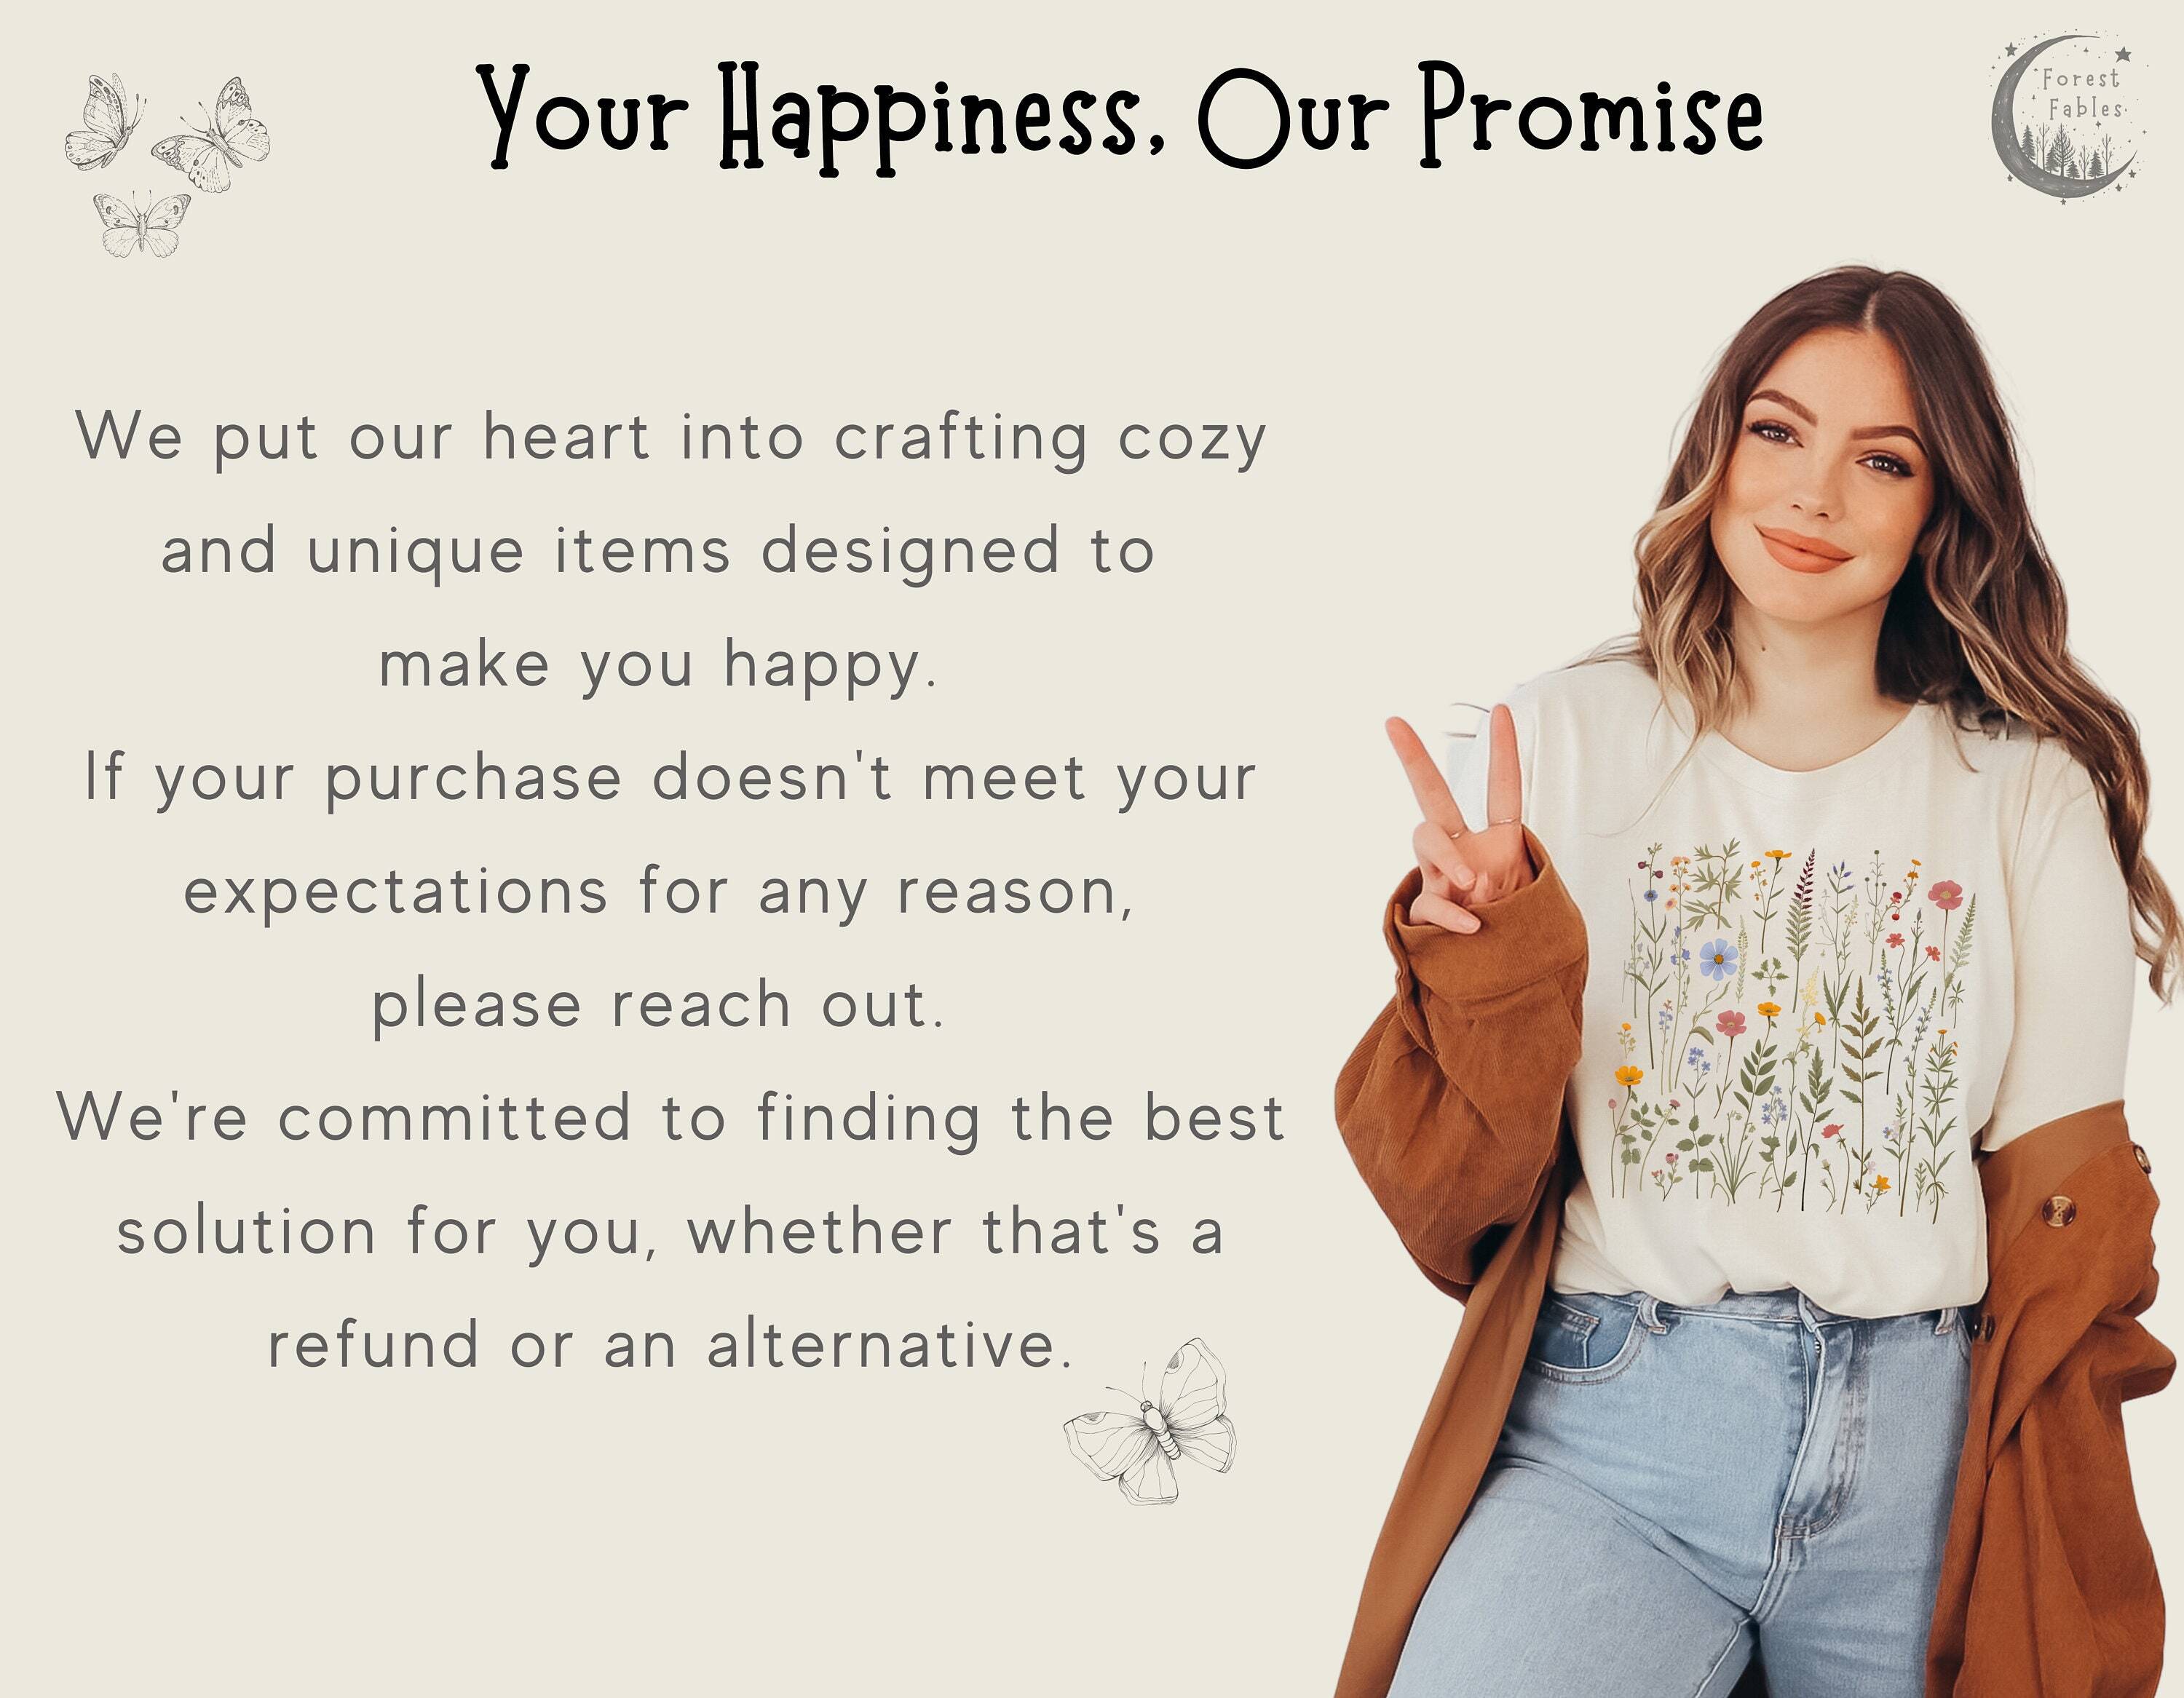 Your Happiness, Our Promise
Forest
Fables
We put our heart into crafting cozy
and unique items designed to
make you happy.
If your purchase doesn't meet your
expectations for any reason,
please reach out.
We're committed to finding the best
solution for you, whether that's a
refund or an alternative.